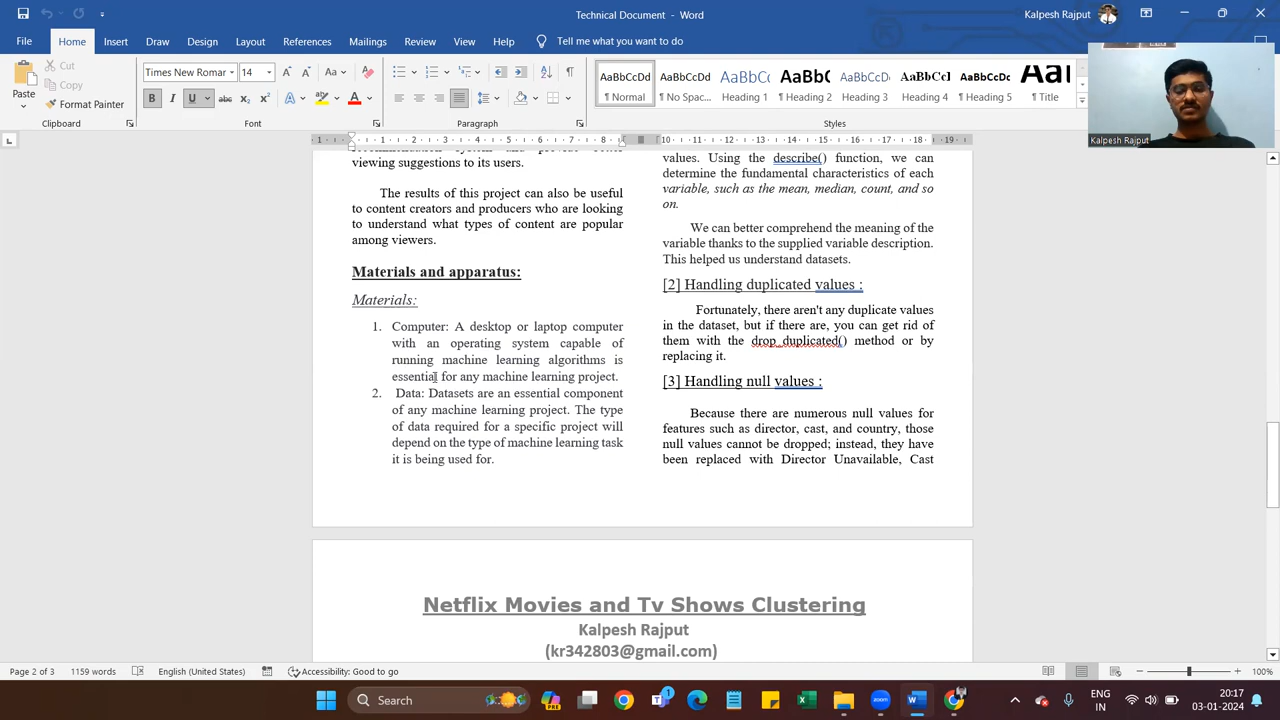 Technical Document - Word
Kalpesh Rajput
File Home Insert Draw Design Layout References Mailings Review View Help Tell me what you want to do
Paste
Cut
Copy
Format Painter
Clipboard
Times New Romar 14
Font
Paragraph
AaBbCcDd AaBbCcDd AaBbCc AaBbC AaBbCcDd AaBbCcI AaBbCcDd AaB
¶ Normal ¶ No Spac... Heading 1 ¶ Heading 2 Heading 3 Heading 4 ¶ Heading 5 ¶ Title
Styles
Kalpesh Rajput
viewing suggestions to its users.
The results of this project can also be useful
to content creators and producers who are looking
to understand what types of content are popular
among viewers.
Materials and apparatus:
Materials:
1. Computer: A desktop or laptop computer
with an operating system capable of
running machine learning algorithms is
essential for any machine learning project.
2. Data: Datasets are an essential component
of any machine learning project. The type
of data required for a specific project will
depend on the type of machine learning task
it is being used for.
values. Using the describe() function, we can
determine the fundamental characteristics of each
variable, such as the mean, median, count, and so
on.
We can better comprehend the meaning of the
variable thanks to the supplied variable description.
This helped us understand datasets.
[2] Handling duplicated values :
Fortunately, there aren't any duplicate values
in the dataset, but if there are, you can get rid of
them with the drop_duplicated() method or by
replacing it.
[3] Handling null values :
Because there are numerous null values for
features such as director, cast, and country, those
null values cannot be dropped; instead, they have
been replaced with Director Unavailable, Cast
Netflix Movies and Tv Shows Clustering
Kalpesh Rajput
(kr342803@gmail.com)
Page 2 of 3 1159 words English (United States) Accessibility: Good to go 100%
Search
ENG
IN
20:17
03-01-2024